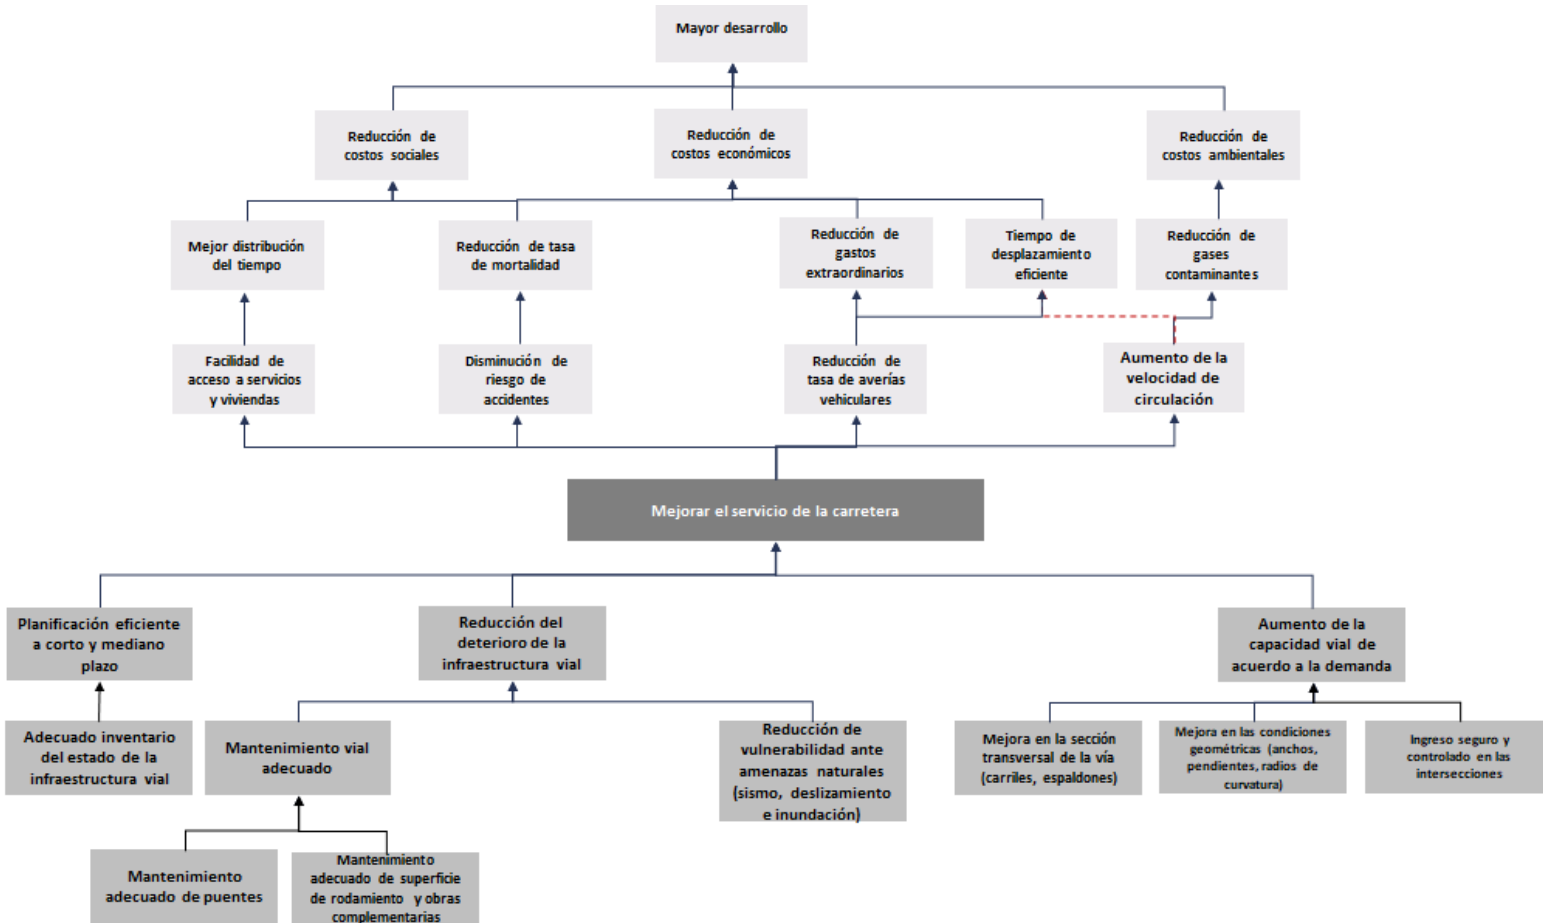 Mayor desarrollo
Reducción de
costos sociales
Reducción de
costos económicos
Reducción de
costos ambientales
Mejor distribución
del tiempo
Reducción de tasa
de mortalidad
Reducción de
gastos
extraordinarios
Tiempo de
desplazamiento
eficiente
Reducción de
gases
contaminantes
Facilidad de
acceso a servicios
y viviendas
Disminución de
riesgo de
accidentes
Reducción de
tasa de averías
vehiculares
Aumento de la
velocidad de
circulación
Mejorar el servicio de la carretera
Planificación eficiente
a corto y mediano
plazo
Reducción del
deterioro de la
infraestructura vial
Aumento de la
capacidad vial de
acuerdo a la demanda
Adecuado inventario
del estado de la
infraestructura vial
Mantenimiento vial
adecuado
Reducción de
vulnerabilidad ante
amenazas naturales
(sismo, deslizamiento
e inundación)
Mejora en la sección
transversal de la vía
(carriles, espaldones)
Mejora en las condiciones
geométricas (anchos,
pendientes, radios de
curvatura)
Ingreso seguro y
controlado en las
intersecciones
Mantenimiento
adecuado de puentes
Mantenimiento
adecuado de superficie
de rodamiento y obras
complementarias